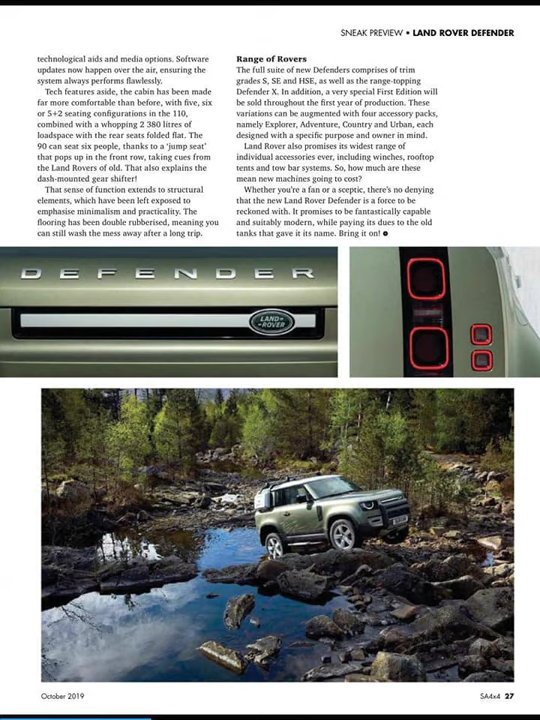 SNEAK PREVIEW • LAND ROVER DEFENDER
technological aids and media options. Software
updates now happen over the air, ensuring the
system always performs flawlessly.
Tech features aside, the cabin has been made
far more comfortable than before, with five, six
or 5+2 seating configurations in the 110,
combined with a whopping 2 380 litres of
loadspace with the rear seats folded flat. The
90 can seat six people, thanks to a 'jump seat'
that pops up in the front row, taking cues from
the Land Rovers of old. That also explains the
dash-mounted gear shifter!
That sense of function extends to structural
elements, which have been left exposed to
emphasise minimalism and practicality. The
flooring has been double rubberised, meaning you
can still wash the mess away after a long trip.
Range of Rovers
The full suite of new Defenders comprises of trim
grades S, SE and HSE, as well as the range-topping
Defender X. In addition, a very special First Edition will
be sold throughout the first year of production. These
variations can be augmented with four accessory packs,
namely Explorer, Adventure, Country and Urban, each
designed with a specific purpose and owner in mind.
Land Rover also promises its widest range of
individual accessories ever, including winches, rooftop
tents and tow bar systems. So, how much are these
mean new machines going to cost?
Whether you're a fan or a sceptic, there's no denying
that the new Land Rover Defender is a force to be
reckoned with. It promises to be fantastically capable
and suitably modern, while paying its dues to the old
tanks that gave it its name. Bring it on!
DEFENDER
LAND-
ROVER
October 2019
SA4x4 27